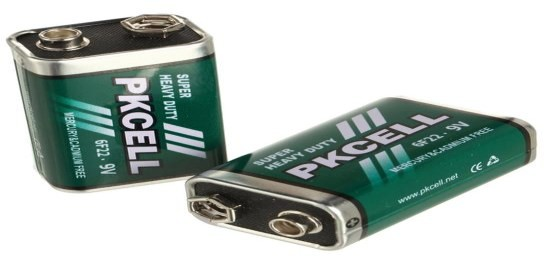 SUPER
HEAVY DUTY
PKCELL
6F22 · 9V
MERCURY&CADMIUM FREE
SUPER
HEAVY DUTY
PKCELL
6F22 · 9V
MERCURY&CADMIUM FREE
www.pkcell.net
CE